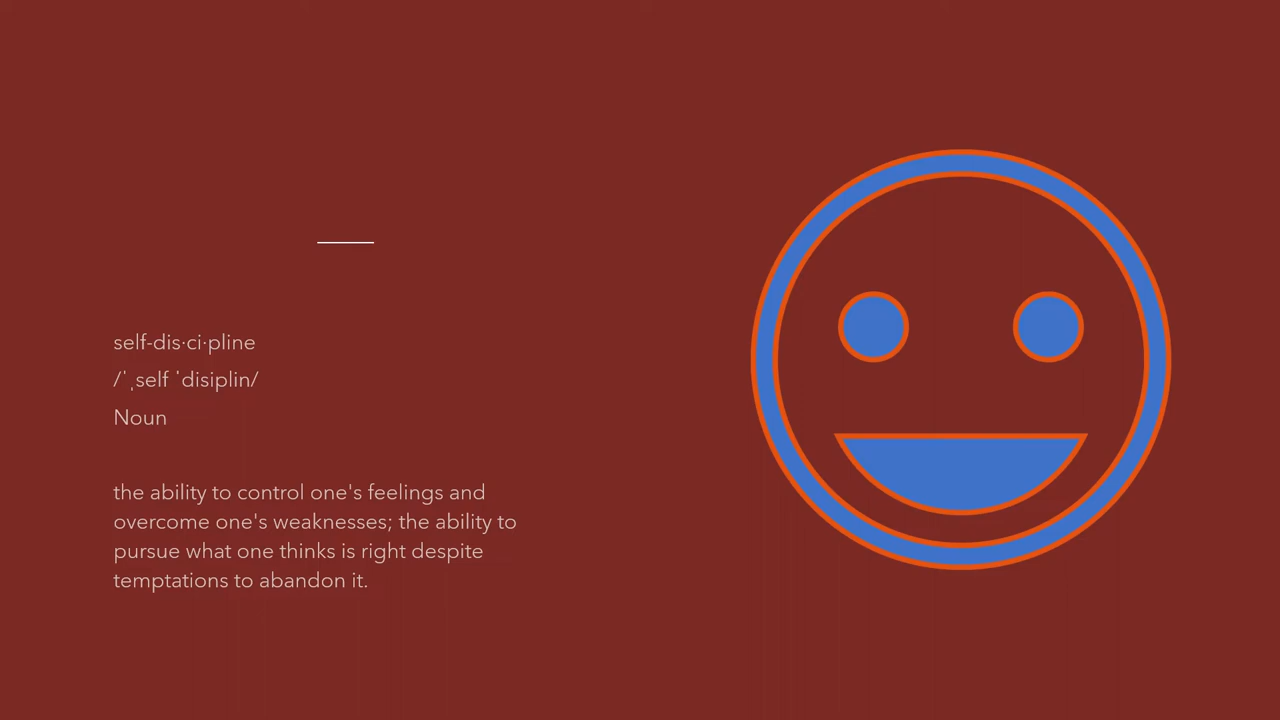 self-dis·ci·pline
/ˈˌself ˈdisiplin/
Noun
the ability to control one's feelings and
overcome one's weaknesses; the ability to
pursue what one thinks is right despite
temptations to abandon it.